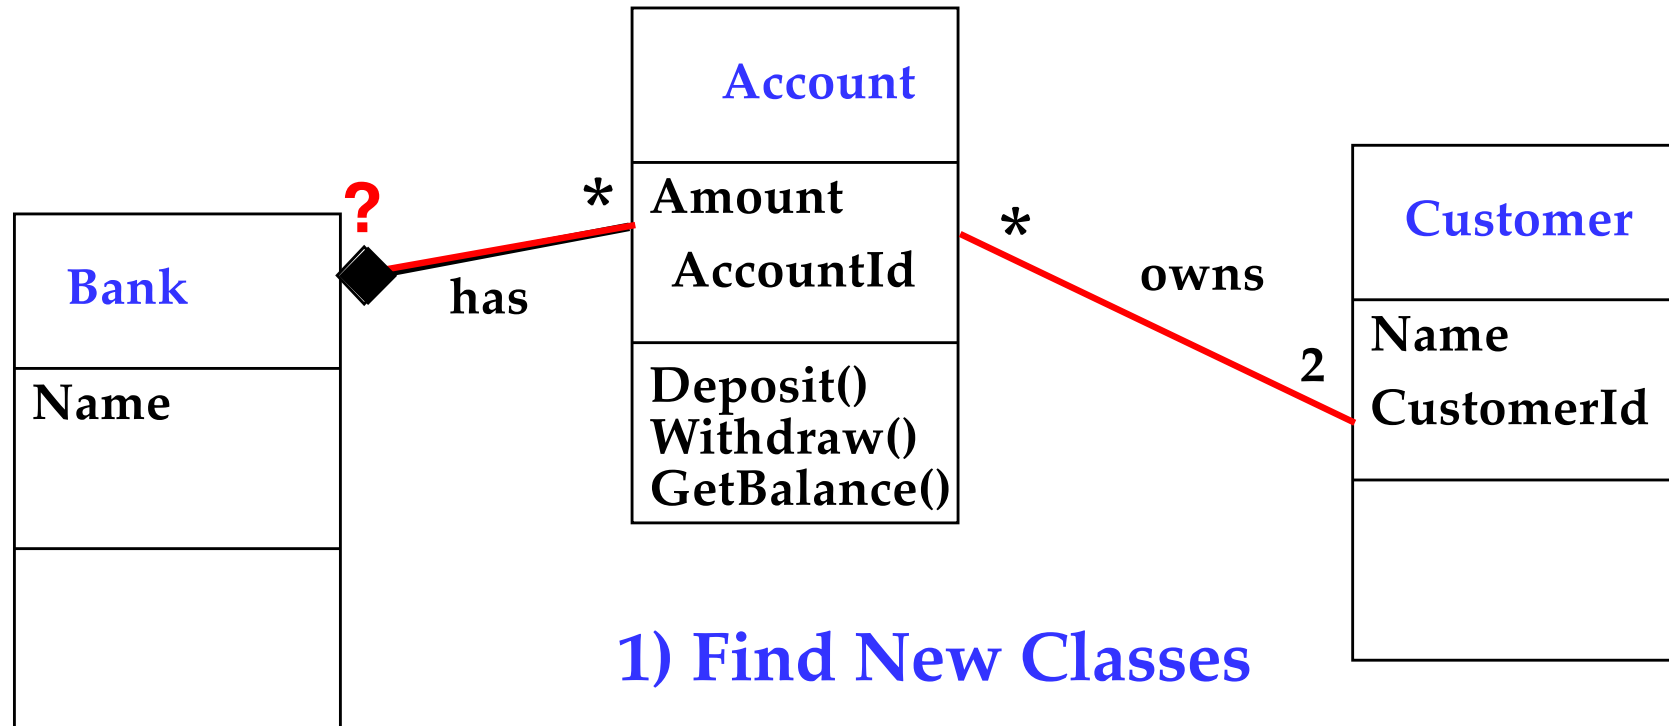 Account
Amount
AccountId
Deposit()
Withdraw()
GetBalance()
?
*
has
Bank
Name
*
owns
2
Customer
Name
CustomerId
1) Find New Classes